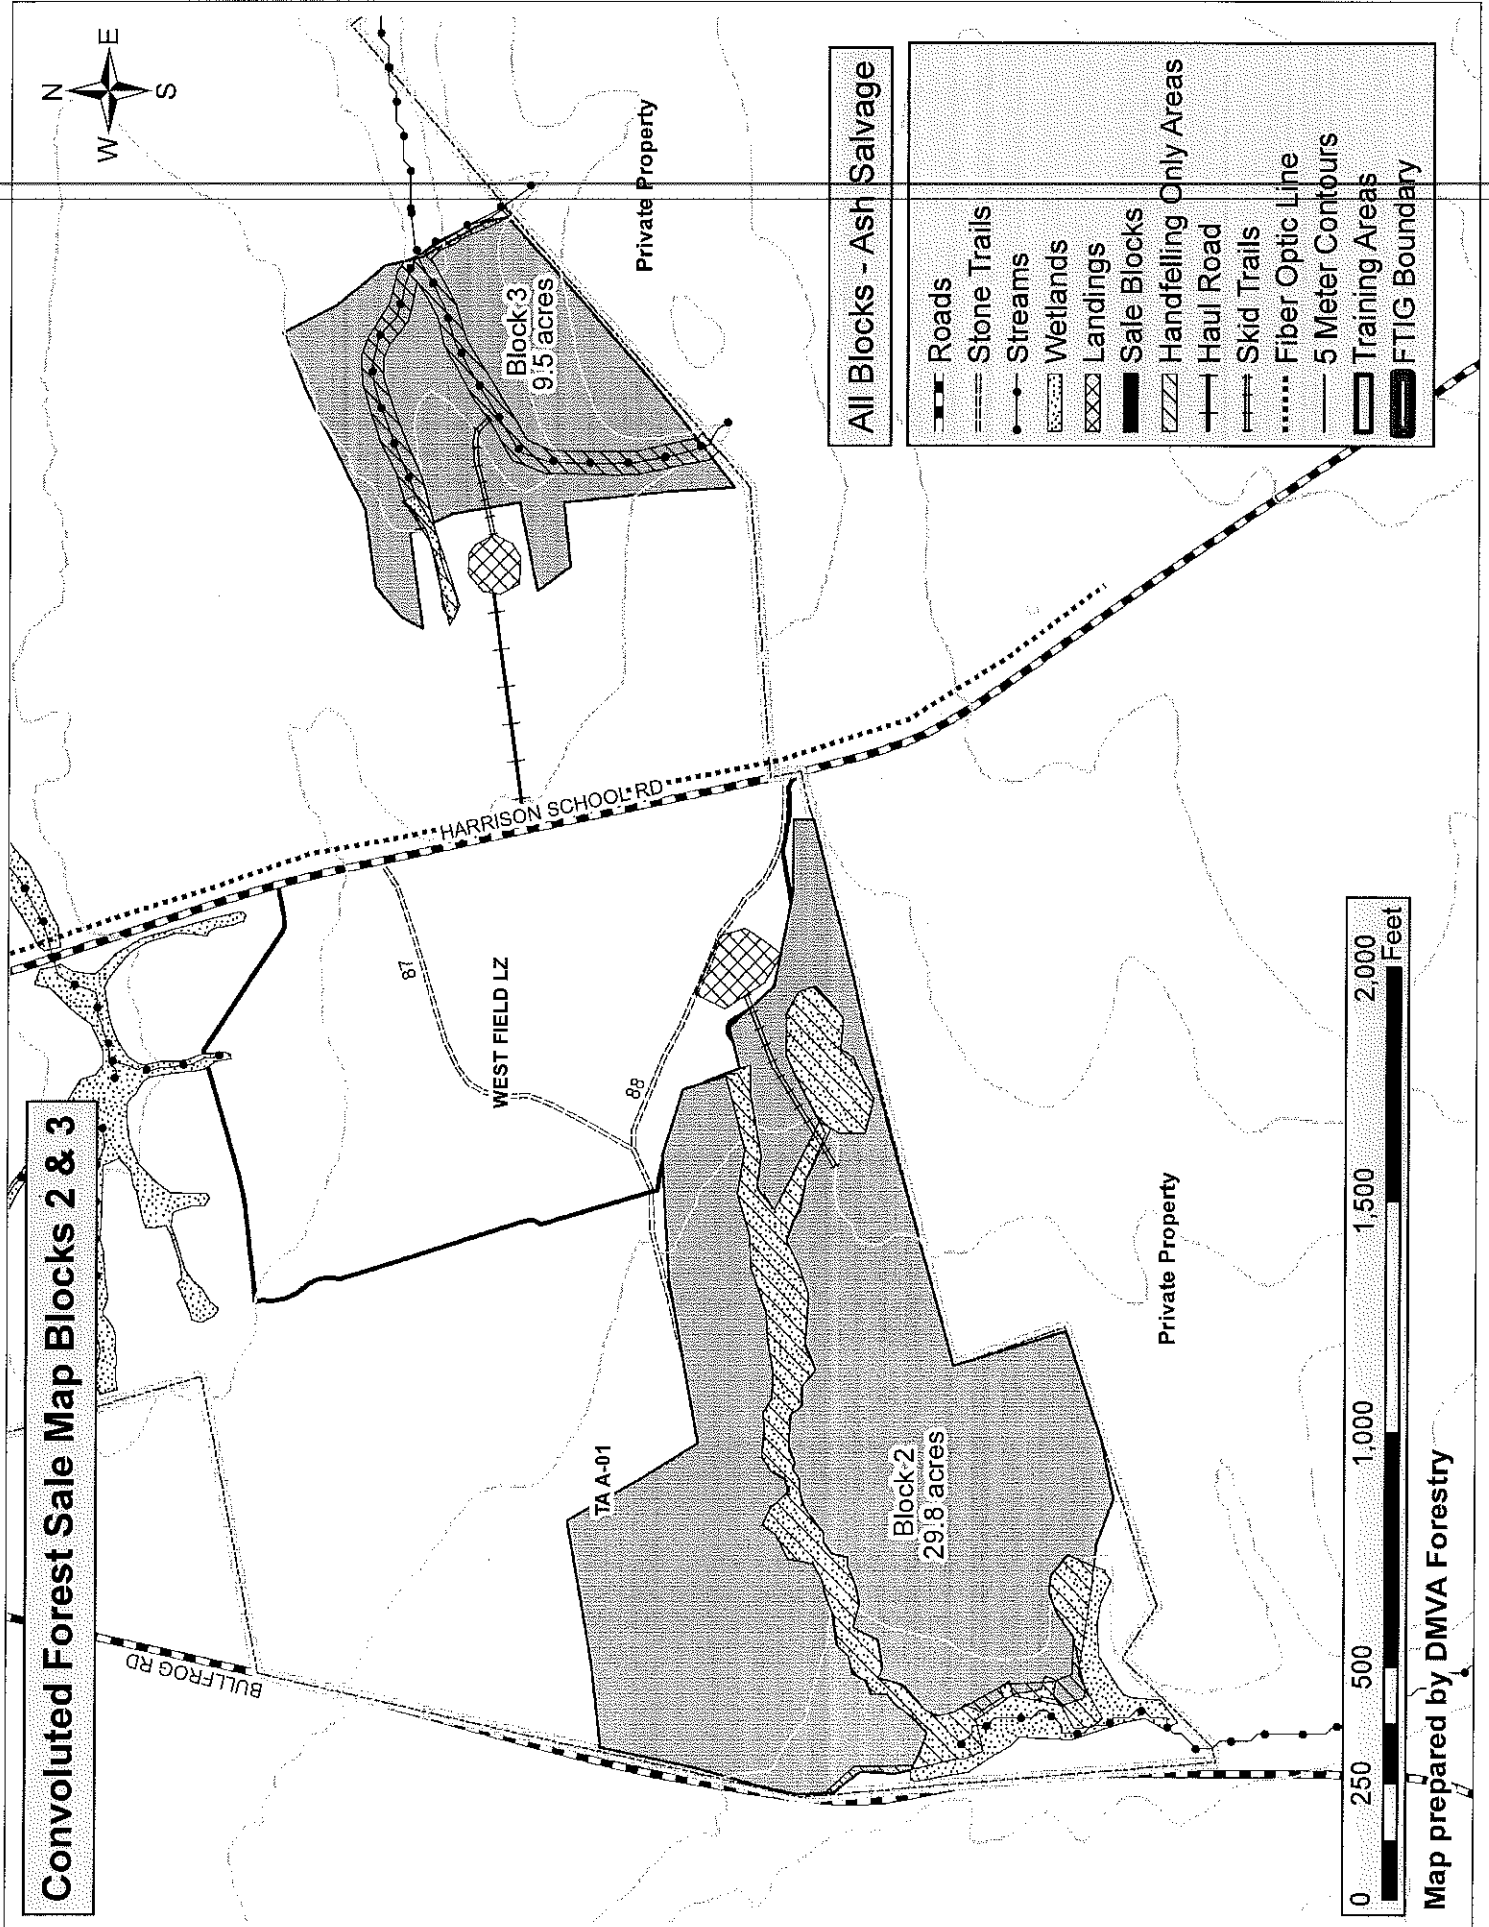 Convoluted Forest Sale Map Blocks 2 & 3
N
W
E
S
BULLFROG RD
HARRISON SCHOOL RD
87
WEST FIELD LZ
88
TA A-01
Block 2
29.8 acres
Block 3
9.5 acres
Private Property
Private Property
All Blocks - Ash Salvage
Roads
Stone Trails
Streams
Wetlands
Landings
Sale Blocks
Handfelling Only Areas
Haul Road
Skid Trails
Fiber Optic Line
5 Meter Contours
Training Areas
FTIG Boundary
0 250 500 1,000 1,500 2,000
Feet
Map prepared by DMVA Forestry